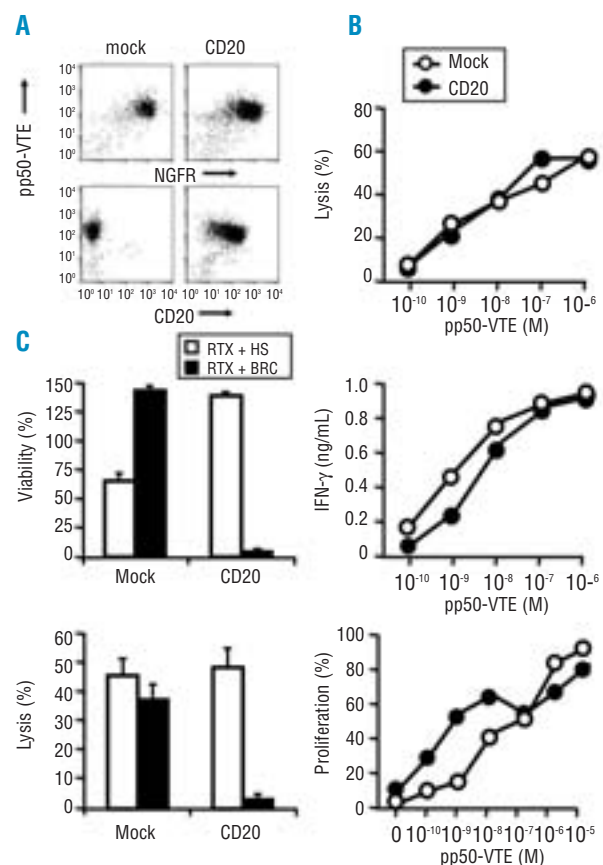 A
mock CD20
pp50-VTE
10⁴
10³
10²
10¹
10⁰
NGFR
10⁴
10³
10²
10¹
10⁰
10⁰ 10¹ 10² 10³ 10⁴ 10⁰ 10¹ 10² 10³ 10⁴
CD20
B
Mock
CD20
Lysis (%)
80
60
40
20
0
10⁻¹⁰ 10⁻⁹ 10⁻⁸ 10⁻⁷ 10⁻⁶
pp50-VTE (M)
C
RTX + HS
RTX + BRC
Viability (%)
150
125
100
75
50
25
0
Mock CD20
IFN-γ (ng/mL)
1.0
0.8
0.6
0.4
0.2
0
10⁻¹⁰ 10⁻⁹ 10⁻⁸ 10⁻⁷ 10⁻⁶
pp50-VTE (M)
Lysis (%)
60
50
40
30
20
10
0
Mock CD20
Proliferation (%)
100
80
60
40
20
0
0 10⁻¹⁰ 10⁻⁹ 10⁻⁸ 10⁻⁷ 10⁻⁶ 10⁻⁵
pp50-VTE (M)